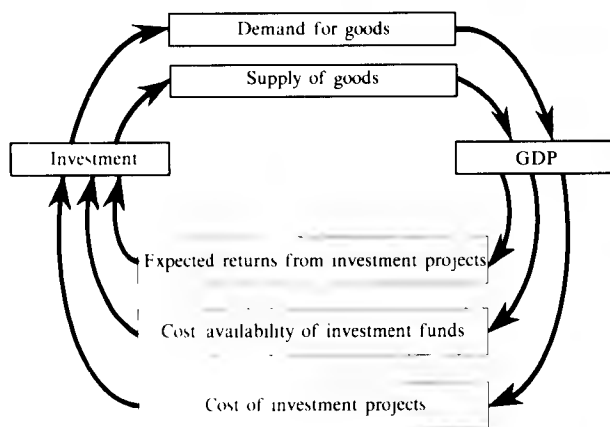 Demand for goods
Supply of goods
Investment
GDP
Expected returns from investment projects
Cost availability of investment funds
Cost of investment projects